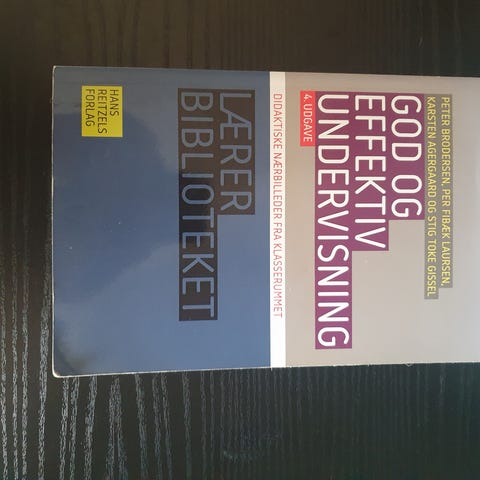 PETER BRODERSEN, PER FIBÆK LAURSEN,
KARSTEN AGERGAARD OG STIG TOKE GISSEL
GOD OG
EFFEKTIV
UNDERVISNING
4. UDGAVE
DIDAKTISKE NÆRBILLEDER FRA KLASSERUMMET
LÆRER
BIBLIOTEKET
HANS
REITZELS
FORLAG